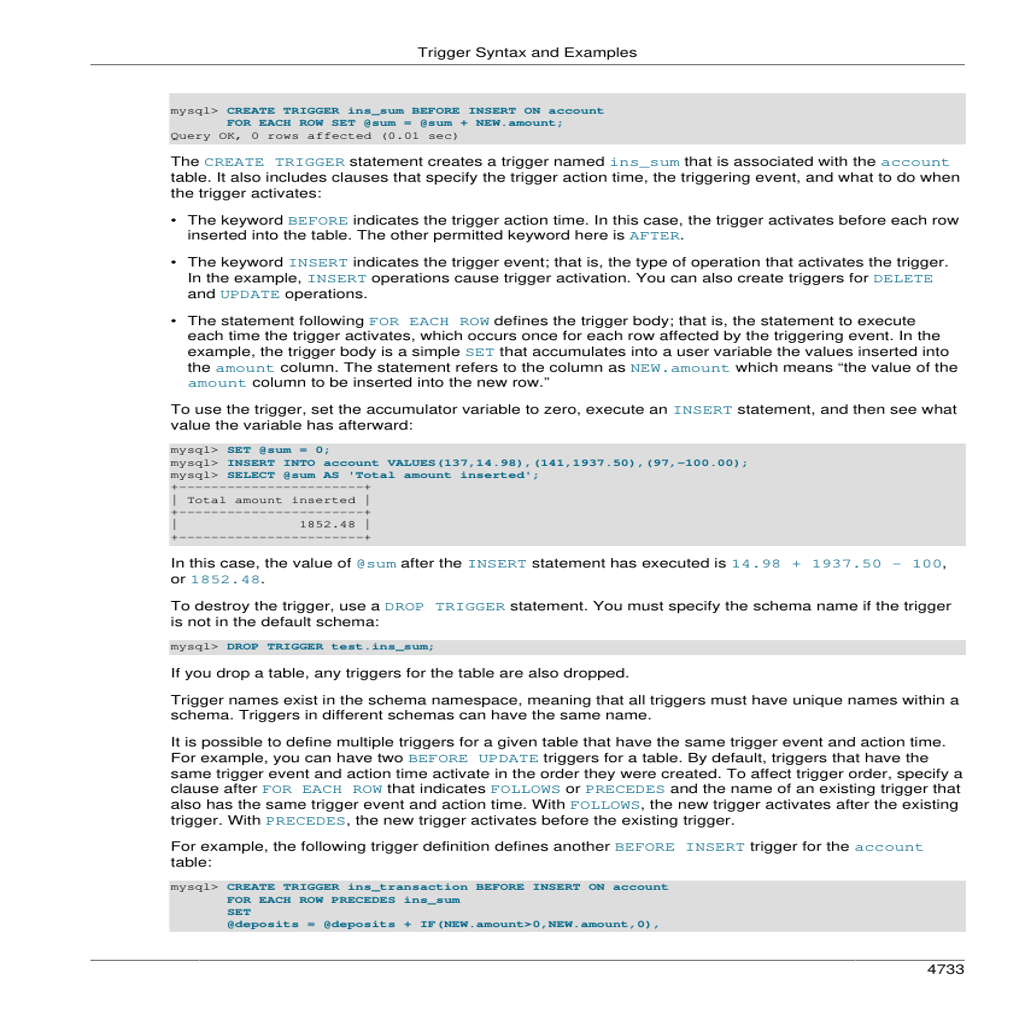 Trigger Syntax and Examples
mysql> CREATE TRIGGER ins_sum BEFORE INSERT ON account
FOR EACH ROW SET @sum = @sum + NEW.amount;
Query OK, 0 rows affected (0.01 sec)
The CREATE TRIGGER statement creates a trigger named ins_sum that is associated with the account
table. It also includes clauses that specify the trigger action time, the triggering event, and what to do when
the trigger activates:
• The keyword BEFORE indicates the trigger action time. In this case, the trigger activates before each row
inserted into the table. The other permitted keyword here is AFTER.
• The keyword INSERT indicates the trigger event; that is, the type of operation that activates the trigger.
In the example, INSERT operations cause trigger activation. You can also create triggers for DELETE
and UPDATE operations.
• The statement following FOR EACH ROW defines the trigger body; that is, the statement to execute
each time the trigger activates, which occurs once for each row affected by the triggering event. In the
example, the trigger body is a simple SET that accumulates into a user variable the values inserted into
the amount column. The statement refers to the column as NEW.amount which means “the value of the
amount column to be inserted into the new row.”
To use the trigger, set the accumulator variable to zero, execute an INSERT statement, and then see what
value the variable has afterward:
mysql> SET @sum = 0;
mysql> INSERT INTO account VALUES(137,14.98),(141,1937.50),(97,-100.00);
mysql> SELECT @sum AS 'Total amount inserted';
+-----------------------+
| Total amount inserted |
+-----------------------+
|               1852.48 |
+-----------------------+
In this case, the value of @sum after the INSERT statement has executed is 14.98 + 1937.50 - 100,
or 1852.48.
To destroy the trigger, use a DROP TRIGGER statement. You must specify the schema name if the trigger
is not in the default schema:
mysql> DROP TRIGGER test.ins_sum;
If you drop a table, any triggers for the table are also dropped.
Trigger names exist in the schema namespace, meaning that all triggers must have unique names within a
schema. Triggers in different schemas can have the same name.
It is possible to define multiple triggers for a given table that have the same trigger event and action time.
For example, you can have two BEFORE UPDATE triggers for a table. By default, triggers that have the
same trigger event and action time activate in the order they were created. To affect trigger order, specify a
clause after FOR EACH ROW that indicates FOLLOWS or PRECEDES and the name of an existing trigger that
also has the same trigger event and action time. With FOLLOWS, the new trigger activates after the existing
trigger. With PRECEDES, the new trigger activates before the existing trigger.
For example, the following trigger definition defines another BEFORE INSERT trigger for the account
table:
mysql> CREATE TRIGGER ins_transaction BEFORE INSERT ON account
FOR EACH ROW PRECEDES ins_sum
SET
@deposits = @deposits + IF(NEW.amount>0,NEW.amount,0),
4733